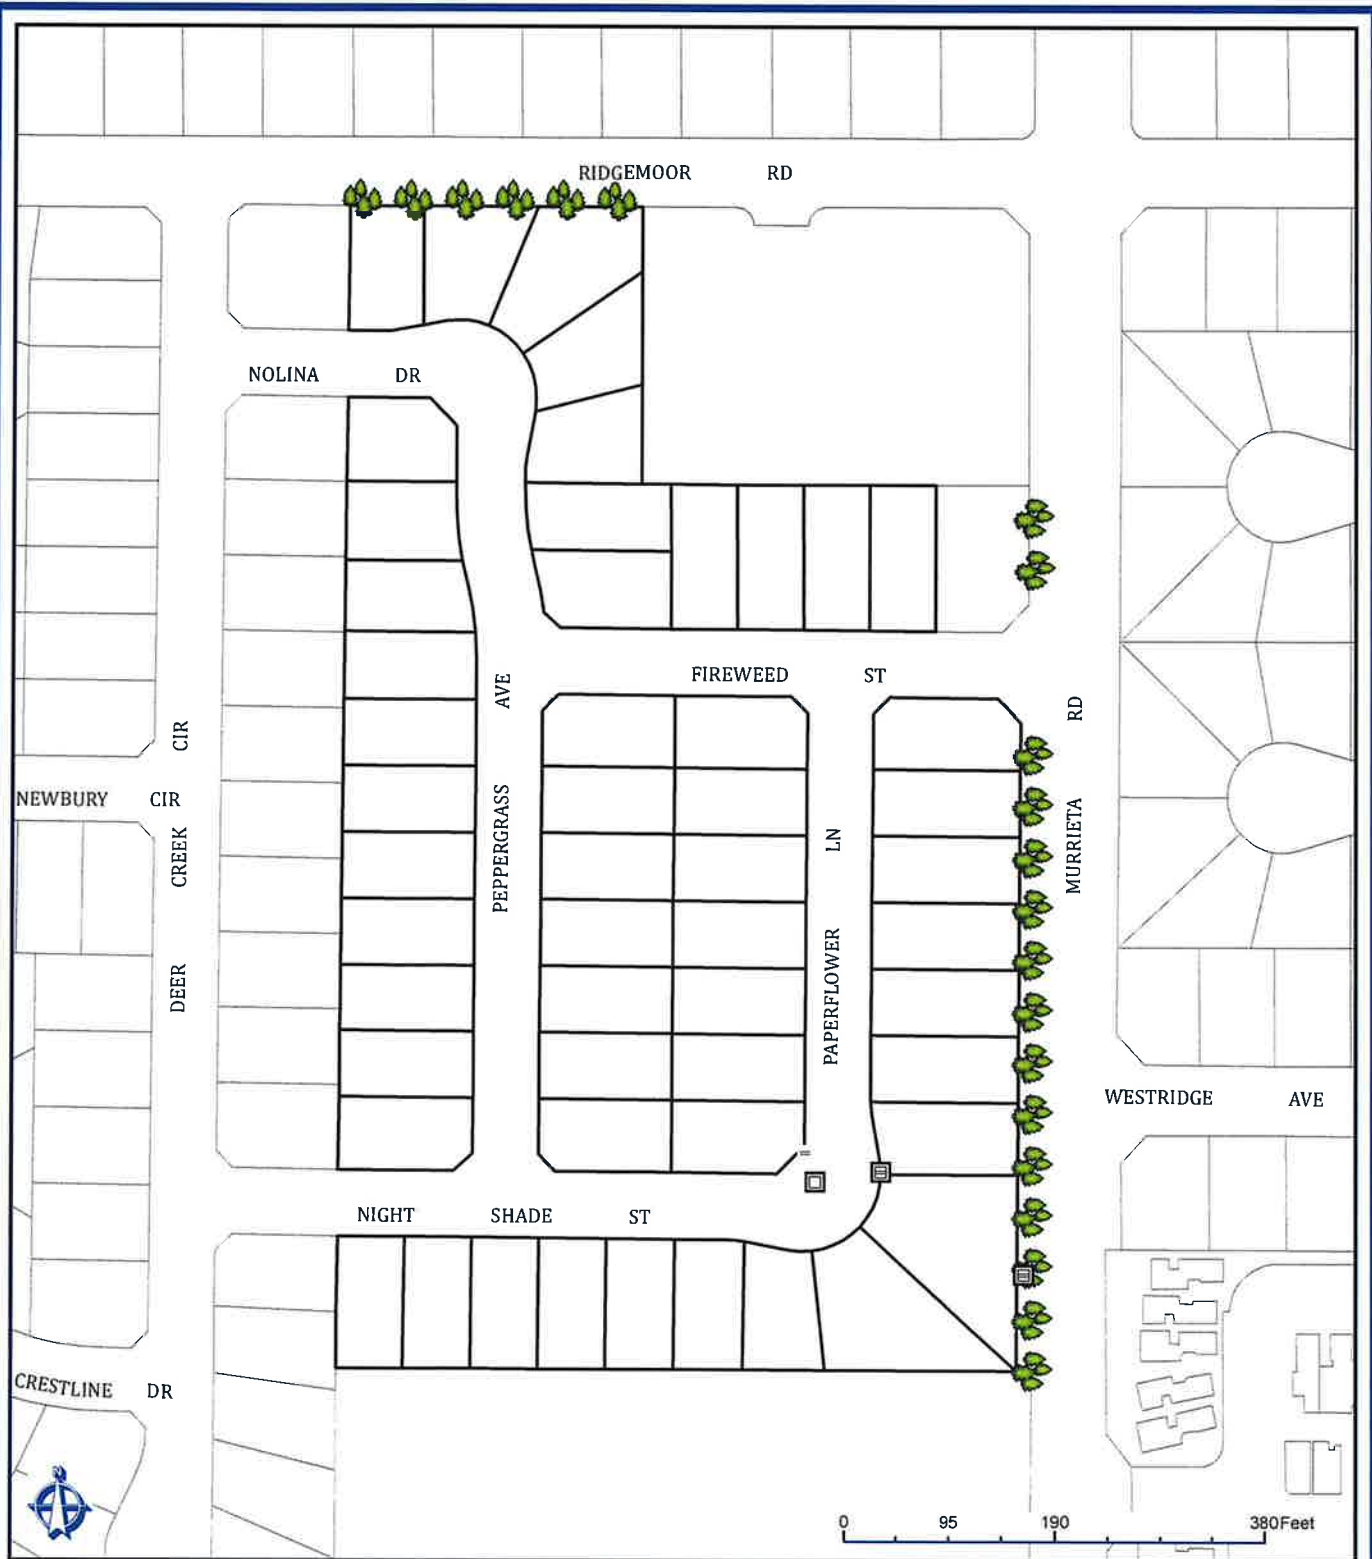 RIDGEMOOR RD
NOLINA DR
FIREWEED ST
PEPPERGRASS AVE
MURRIETA RD
DEER CREEK CIR
NEWBURY CIR
PAPERFLOWER LN
WESTRIDGE AVE
NIGHT SHADE ST
CRESTLINE DR
N
0 95 190 380Feet